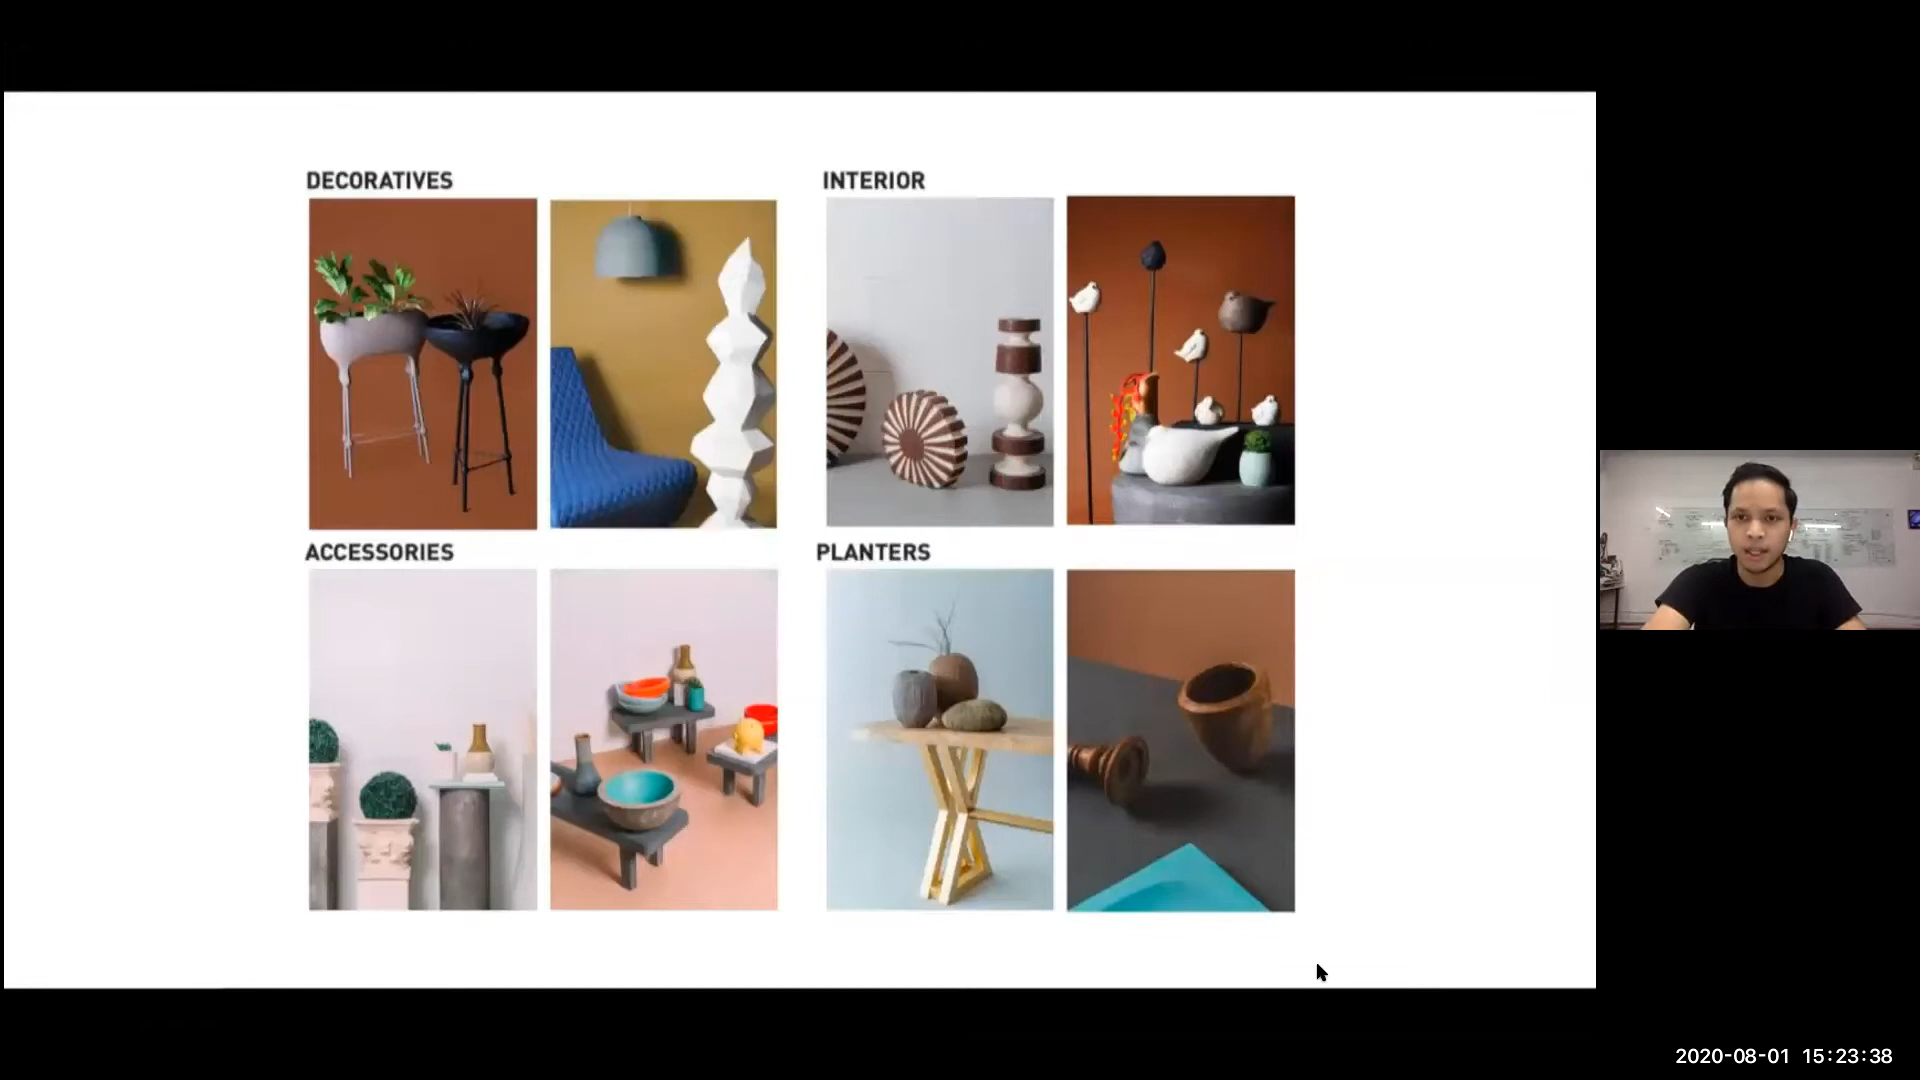 DECORATIVES
INTERIOR
ACCESSORIES
PLANTERS
2020-08-01 15:23:38